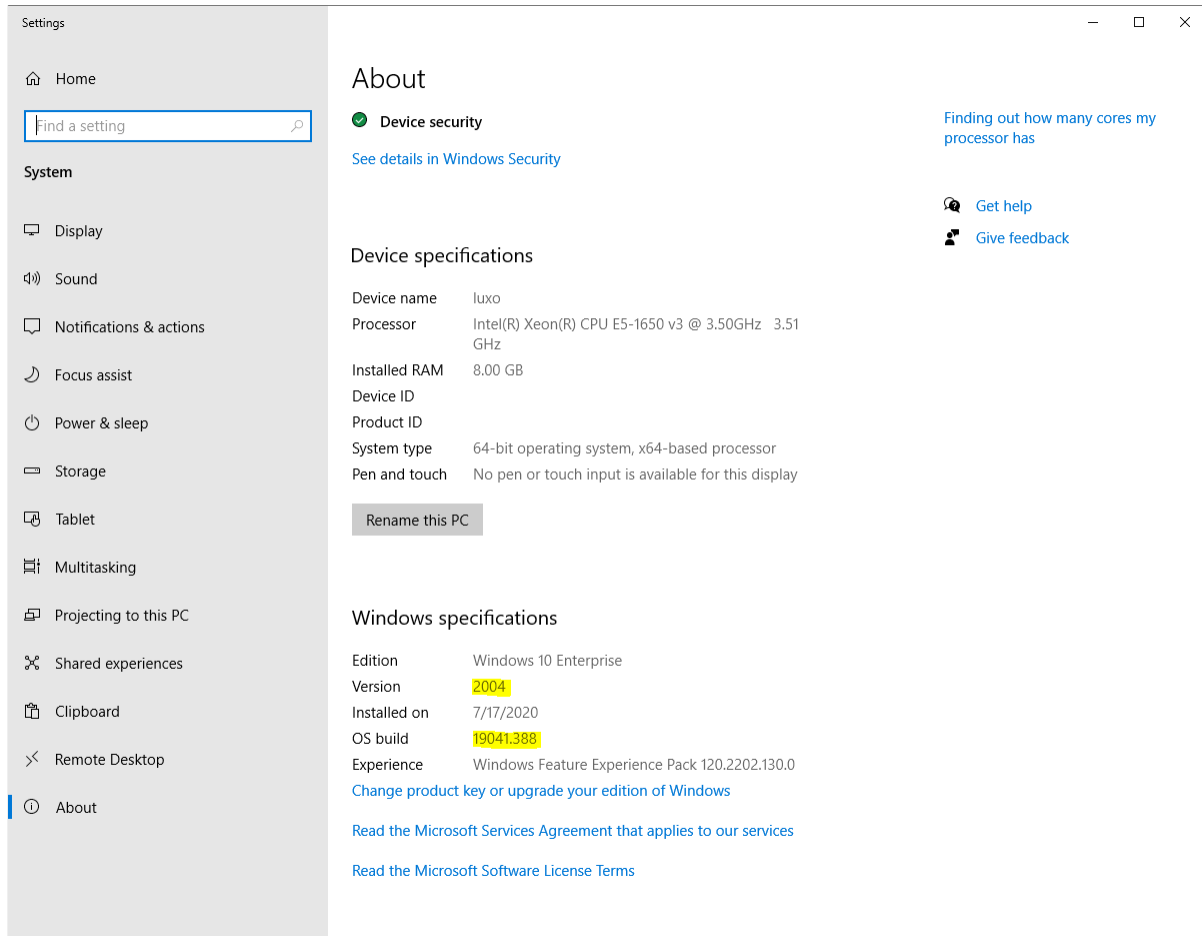 Settings
Home
Find a setting
System
Display
Sound
Notifications & actions
Focus assist
Power & sleep
Storage
Tablet
Multitasking
Projecting to this PC
Shared experiences
Clipboard
Remote Desktop
About
About
Device security
See details in Windows Security
Device specifications
Device name luxo
Processor Intel(R) Xeon(R) CPU E5-1650 v3 @ 3.50GHz 3.51
GHz
Installed RAM 8.00 GB
Device ID
Product ID
System type 64-bit operating system, x64-based processor
Pen and touch No pen or touch input is available for this display
Rename this PC
Windows specifications
Edition Windows 10 Enterprise
Version 2004
Installed on 7/17/2020
OS build 19041.388
Experience Windows Feature Experience Pack 120.2202.130.0
Change product key or upgrade your edition of Windows
Read the Microsoft Services Agreement that applies to our services
Read the Microsoft Software License Terms
Finding out how many cores my
processor has
Get help
Give feedback